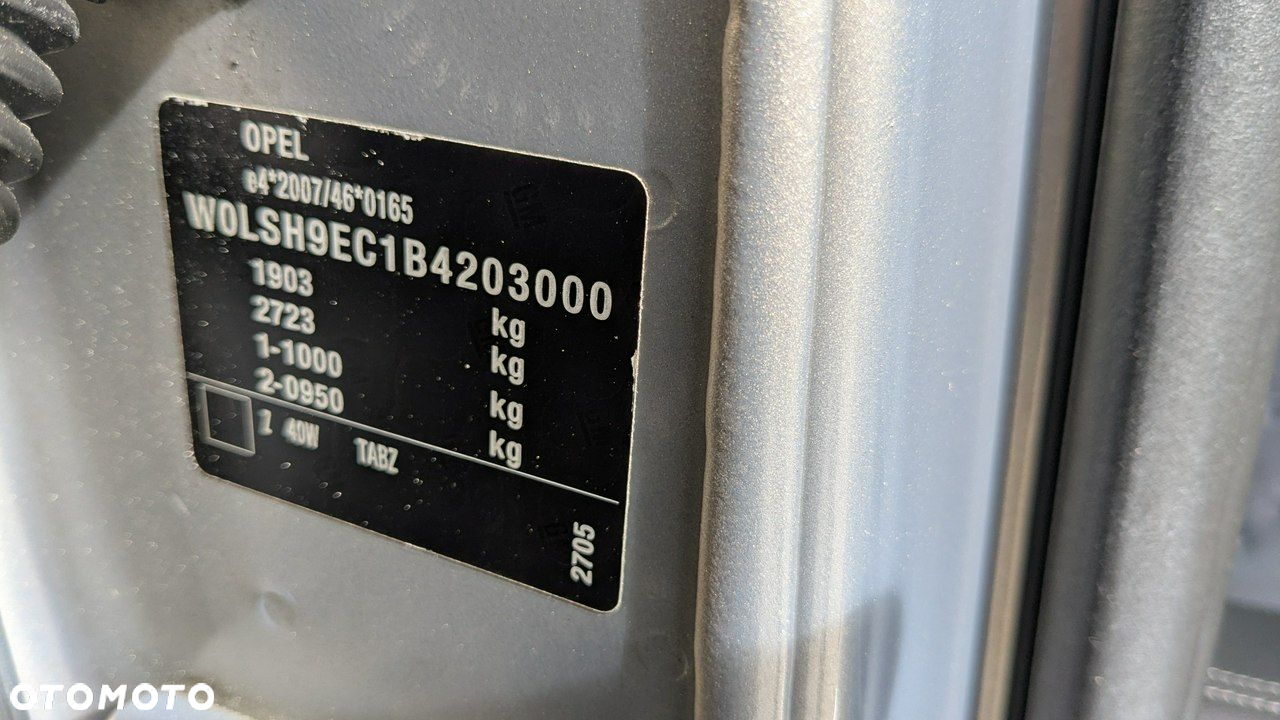 OPEL
e4*2007/46*0165
W0LSH9EC1B4203000
1903 kg
2723 kg
1-1000 kg
2-0950 kg
Z 40W TABZ
2705
OTOMOTO